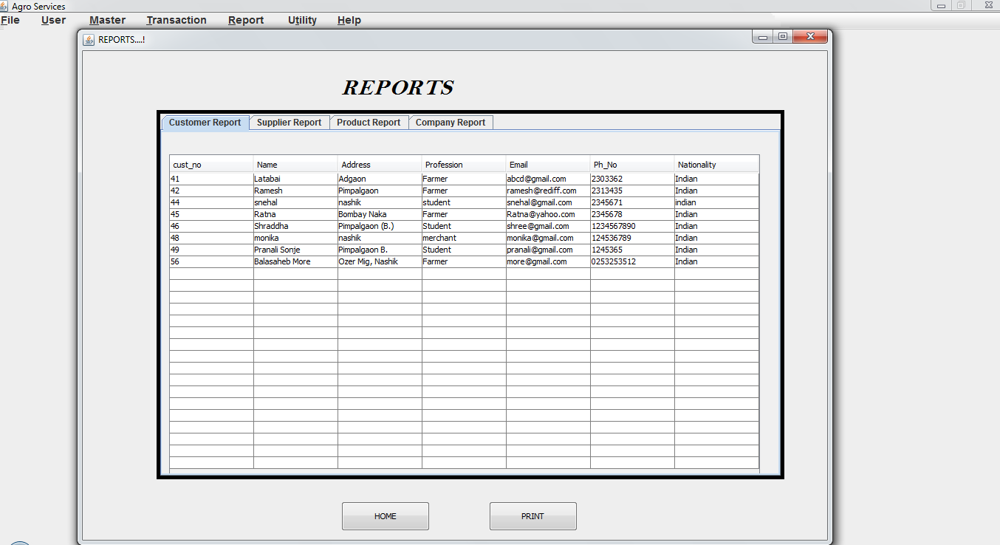 Agro Services
File User Master Transaction Report Utility Help
REPORTS....!
REPORTS
Customer Report Supplier Report Product Report Company Report
cust_no Name Address Profession Email Ph_No Nationality
41 Latabai Adgaon Farmer abcd@gmail.com 2303362 Indian
42 Ramesh Pimpalgaon Farmer ramesh@rediff.com 2313435 Indian
44 snehal nashik student snehal@gmail.com 2345671 indian
45 Ratna Bombay Naka Farmer Ratna@yahoo.com 2345678 Indian
46 Shraddha Pimpalgaon (B.) Student shree@gmail.com 1234567890 Indian
48 monika nashik merchant monika@gmail.com 124536789 Indian
49 Pranali Sonje Pimpalgaon B. Student pranali@gmail.com 1245365 Indian
56 Balasaheb More Ozer Mig, Nashik Farmer more@gmail.com 0253253512 Indian
HOME PRINT